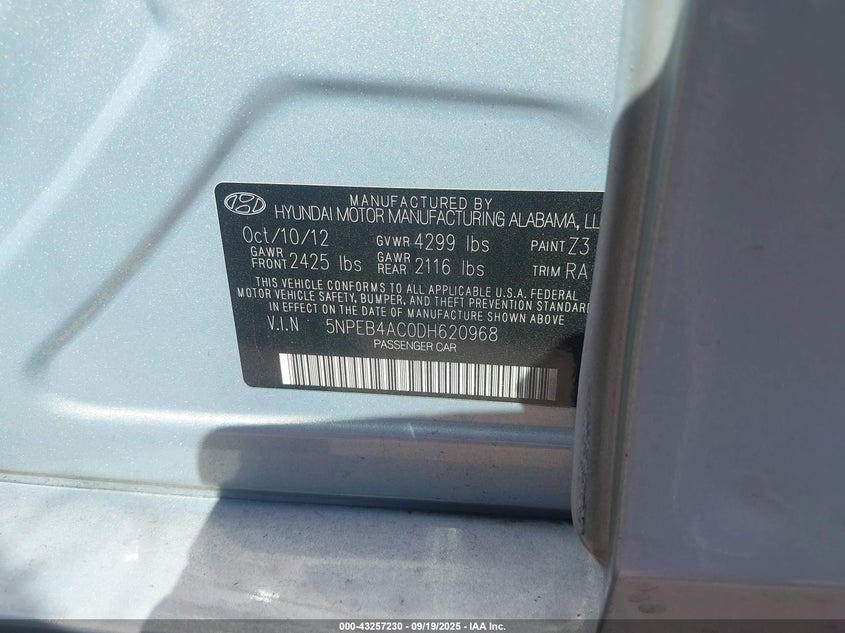 MANUFACTURED BY
HYUNDAI MOTOR MANUFACTURING ALABAMA, LL
Oct/10/12 GVWR 4299 lbs PAINT Z3
GAWR FRONT 2425 lbs GAWR REAR 2116 lbs TRIM RA
THIS VEHICLE CONFORMS TO ALL APPLICABLE U.S.A. FEDERAL
MOTOR VEHICLE SAFETY, BUMPER, AND THEFT PREVENTION STANDARD
IN EFFECT ON THE DATE OF MANUFACTURE SHOWN ABOVE
V.I.N 5NPEB4AC0DH620968
PASSENGER CAR
000-43257230 - 09/19/2025 - IAA Inc.